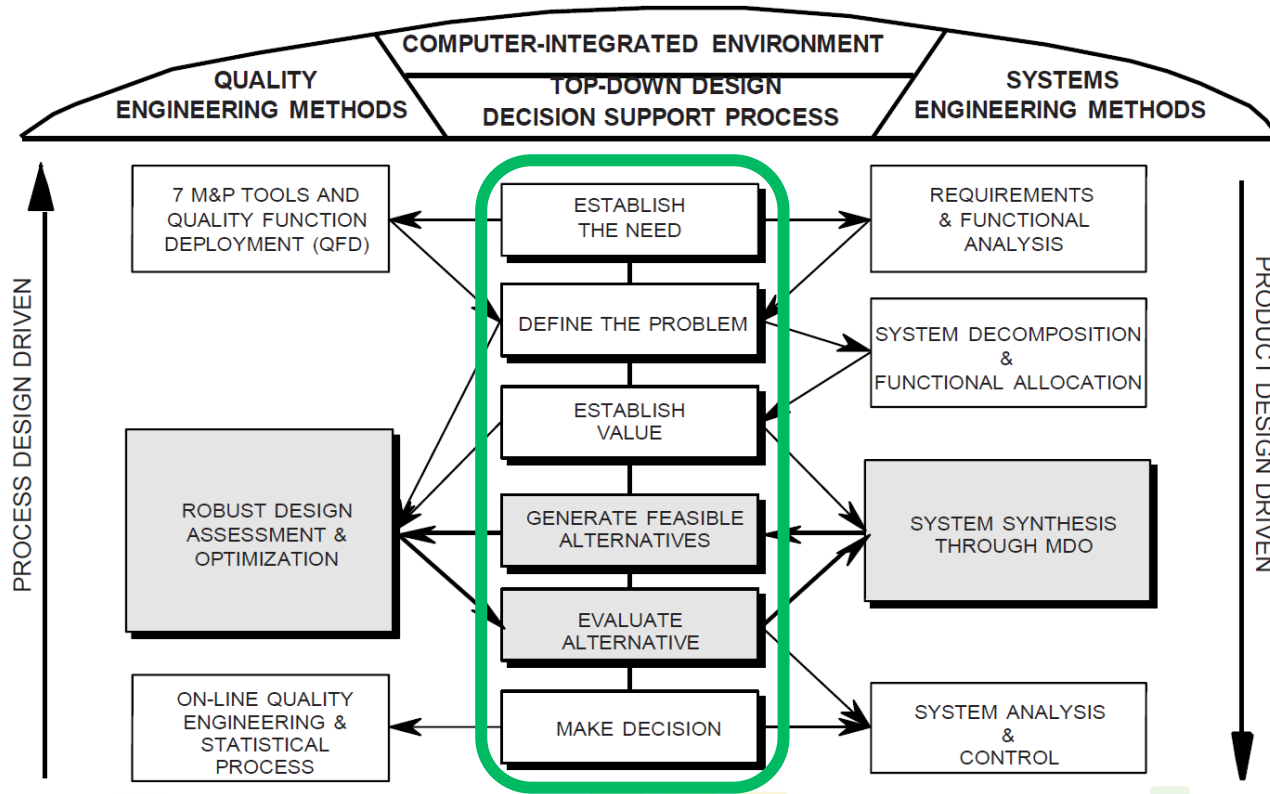 COMPUTER-INTEGRATED ENVIRONMENT
QUALITY
ENGINEERING METHODS
TOP-DOWN DESIGN
DECISION SUPPORT PROCESS
SYSTEMS
ENGINEERING METHODS
PROCESS DESIGN DRIVEN
7 M&P TOOLS AND
QUALITY FUNCTION
DEPLOYMENT (QFD)
ESTABLISH
THE NEED
REQUIREMENTS
& FUNCTIONAL
ANALYSIS
DEFINE THE PROBLEM
SYSTEM DECOMPOSITION
&
FUNCTIONAL ALLOCATION
ESTABLISH
VALUE
ROBUST DESIGN
ASSESSMENT &
OPTIMIZATION
GENERATE FEASIBLE
ALTERNATIVES
SYSTEM SYNTHESIS
THROUGH MDO
EVALUATE
ALTERNATIVE
ON-LINE QUALITY
ENGINEERING &
STATISTICAL
PROCESS
MAKE DECISION
SYSTEM ANALYSIS
&
CONTROL
PRODUCT DESIGN DRIVEN